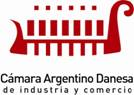 Cámara Argentino Danesa
de industria y comercio